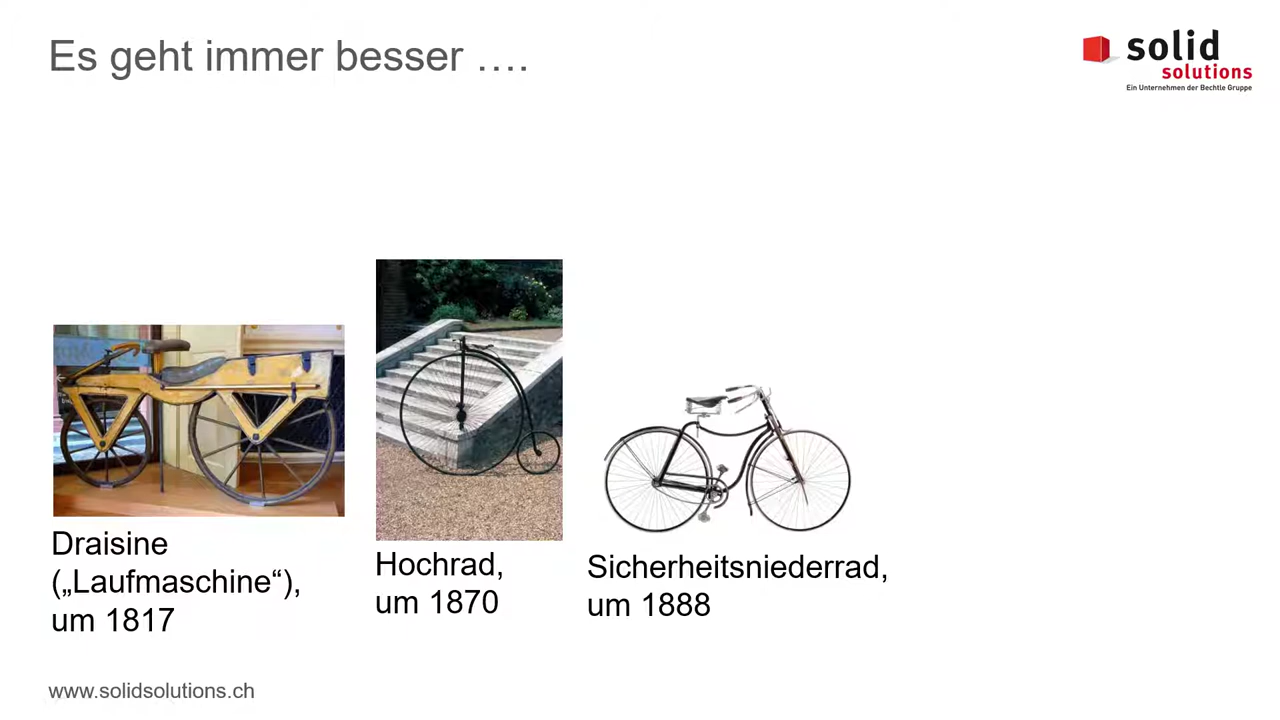 Es geht immer besser ….
solid
solutions
Ein Unternehmen der Bechtle Gruppe
Draisine
(„Laufmaschine“),
um 1817
Hochrad,
um 1870
Sicherheitsniederrad,
um 1888
www.solidsolutions.ch